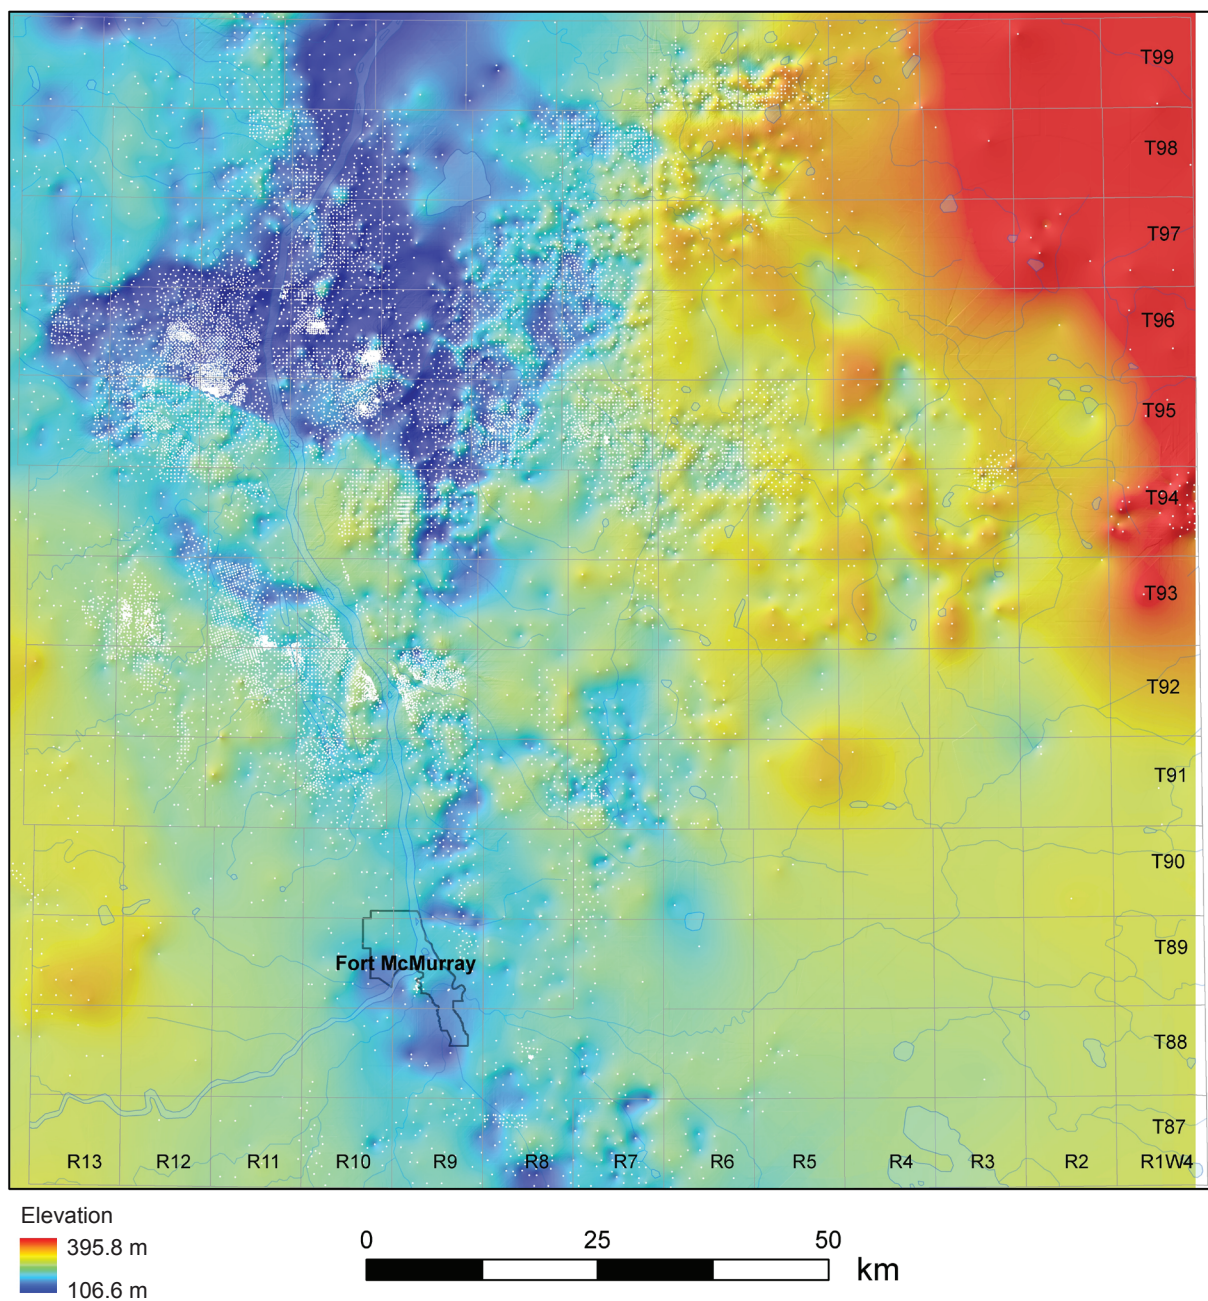 T99
T98
T97
T96
T95
T94
T93
T92
T91
T90
T89
Fort McMurray
T88
T87
R13 R12 R11 R10 R9 R8 R7 R6 R5 R4 R3 R2 R1W4
Elevation
395.8 m
106.6 m
0 25 50
km